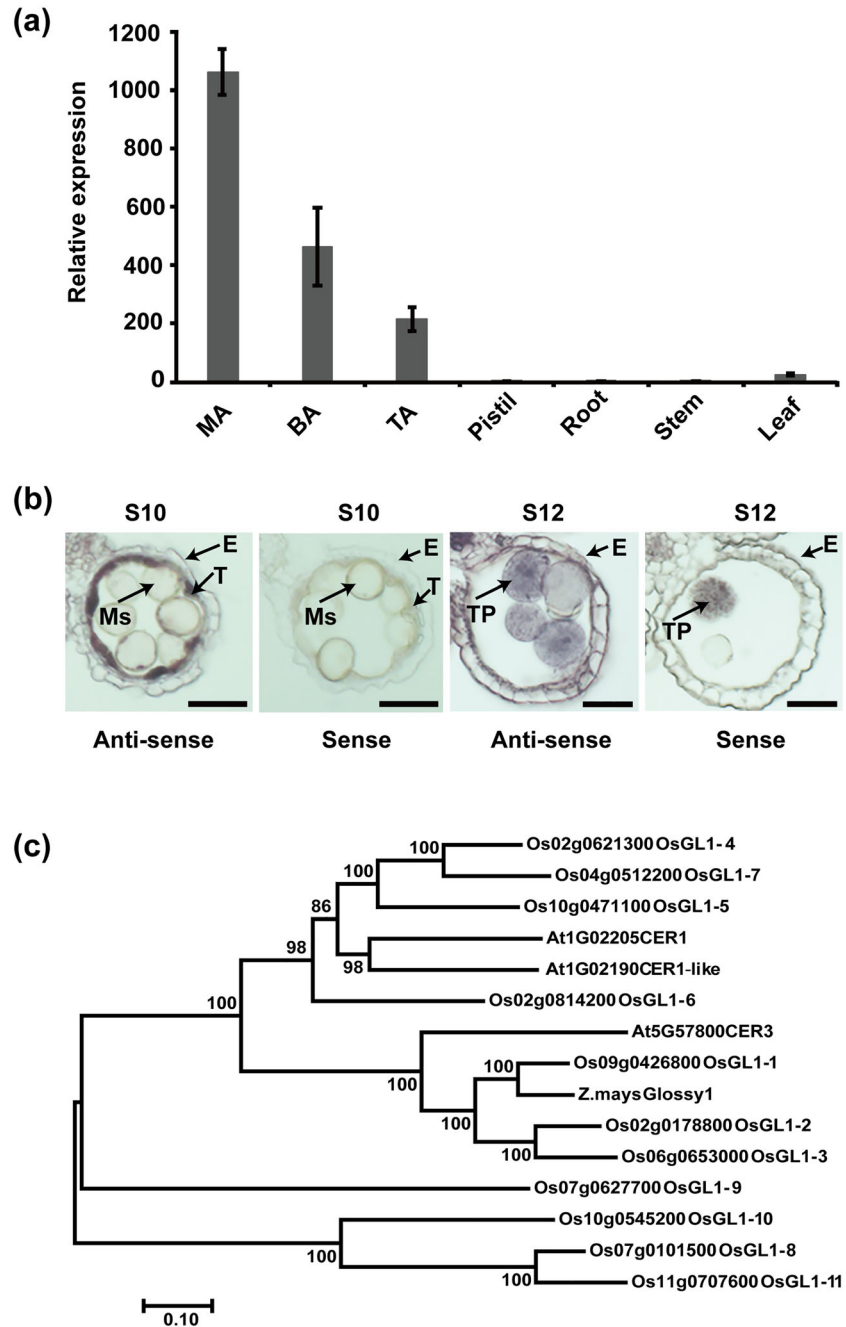 (a)
Relative expression
1200
1000
800
600
400
200
0
MA
BA
TA
Pistil
Root
Stem
Leaf
(b)
S10
S10
S12
S12
E
T
Ms
E
T
Ms
E
TP
E
TP
Anti-sense
Sense
Anti-sense
Sense
(c)
100
Os02g0621300 OsGL1-4
100
Os04g0512200 OsGL1-7
86
Os10g0471100 OsGL1-5
98
At1G02205CER1
98
At1G02190CER1-like
100
Os02g0814200 OsGL1-6
At5G57800CER3
100
Os09g0426800 OsGL1-1
100
Z.maysGlossy1
100
Os02g0178800 OsGL1-2
100
Os06g0653000 OsGL1-3
Os07g0627700 OsGL1-9
Os10g0545200 OsGL1-10
100
Os07g0101500 OsGL1-8
100
Os11g0707600 OsGL1-11
0.10